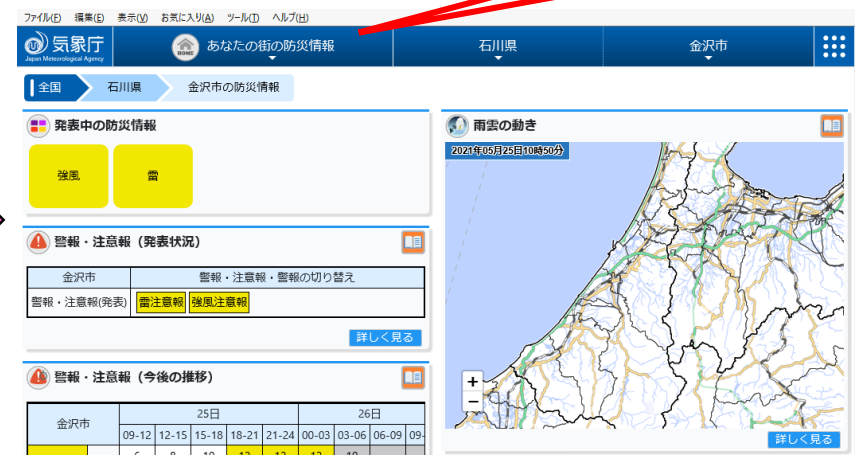 ファイル(F) 編集(E) 表示(V) お気に入り(A) ツール(T) ヘルプ(H)
気象庁 あなたの街の防災情報 石川県 金沢市
Japan Meteorological Agency
HOME
全国 石川県 金沢市の防災情報
発表中の防災情報
強風 雷
警報・注意報（発表状況）
金沢市 警報・注意報・警報の切り替え
警報・注意報(発表) 雷注意報 強風注意報
詳しく見る
警報・注意報（今後の推移）
金沢市 25日 26日
09-12 12-15 15-18 18-21 21-24 00-03 03-06 06-09 09-
雨雲の動き
2021年05月25日10時50分
+
−
詳しく見る